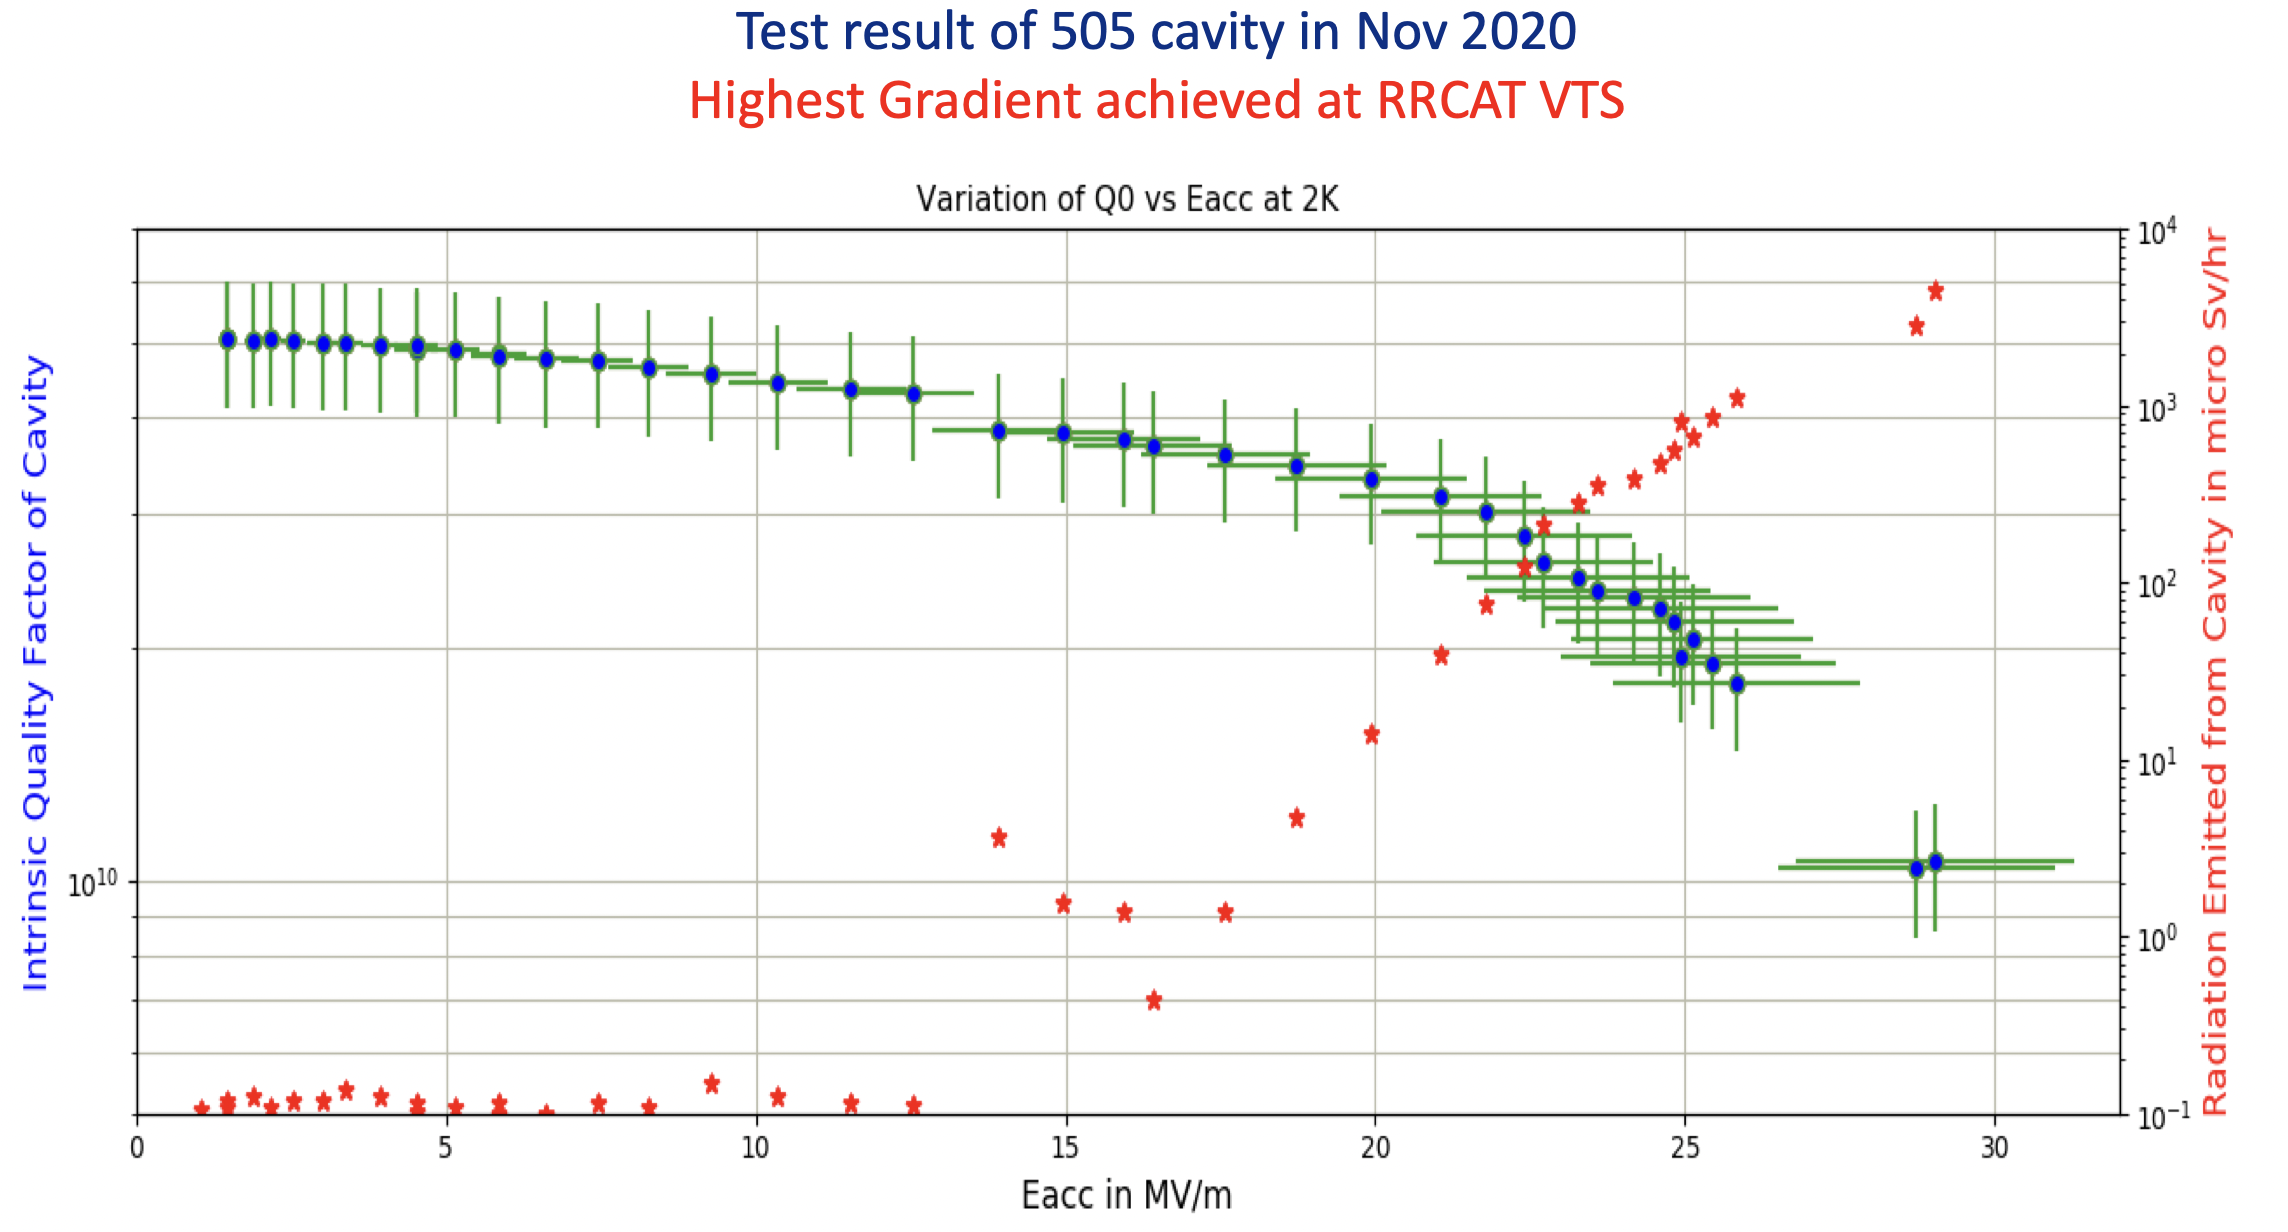 Test result of 505 cavity in Nov 2020
Highest Gradient achieved at RRCAT VTS
Variation of Q0 vs Eacc at 2K
Intrinsic Quality Factor of Cavity
10^10
10^4
10^3
10^2
10^1
10^0
10^−1
Radiation Emitted from Cavity in micro Sv/hr
0 5 10 15 20 25 30
Eacc in MV/m